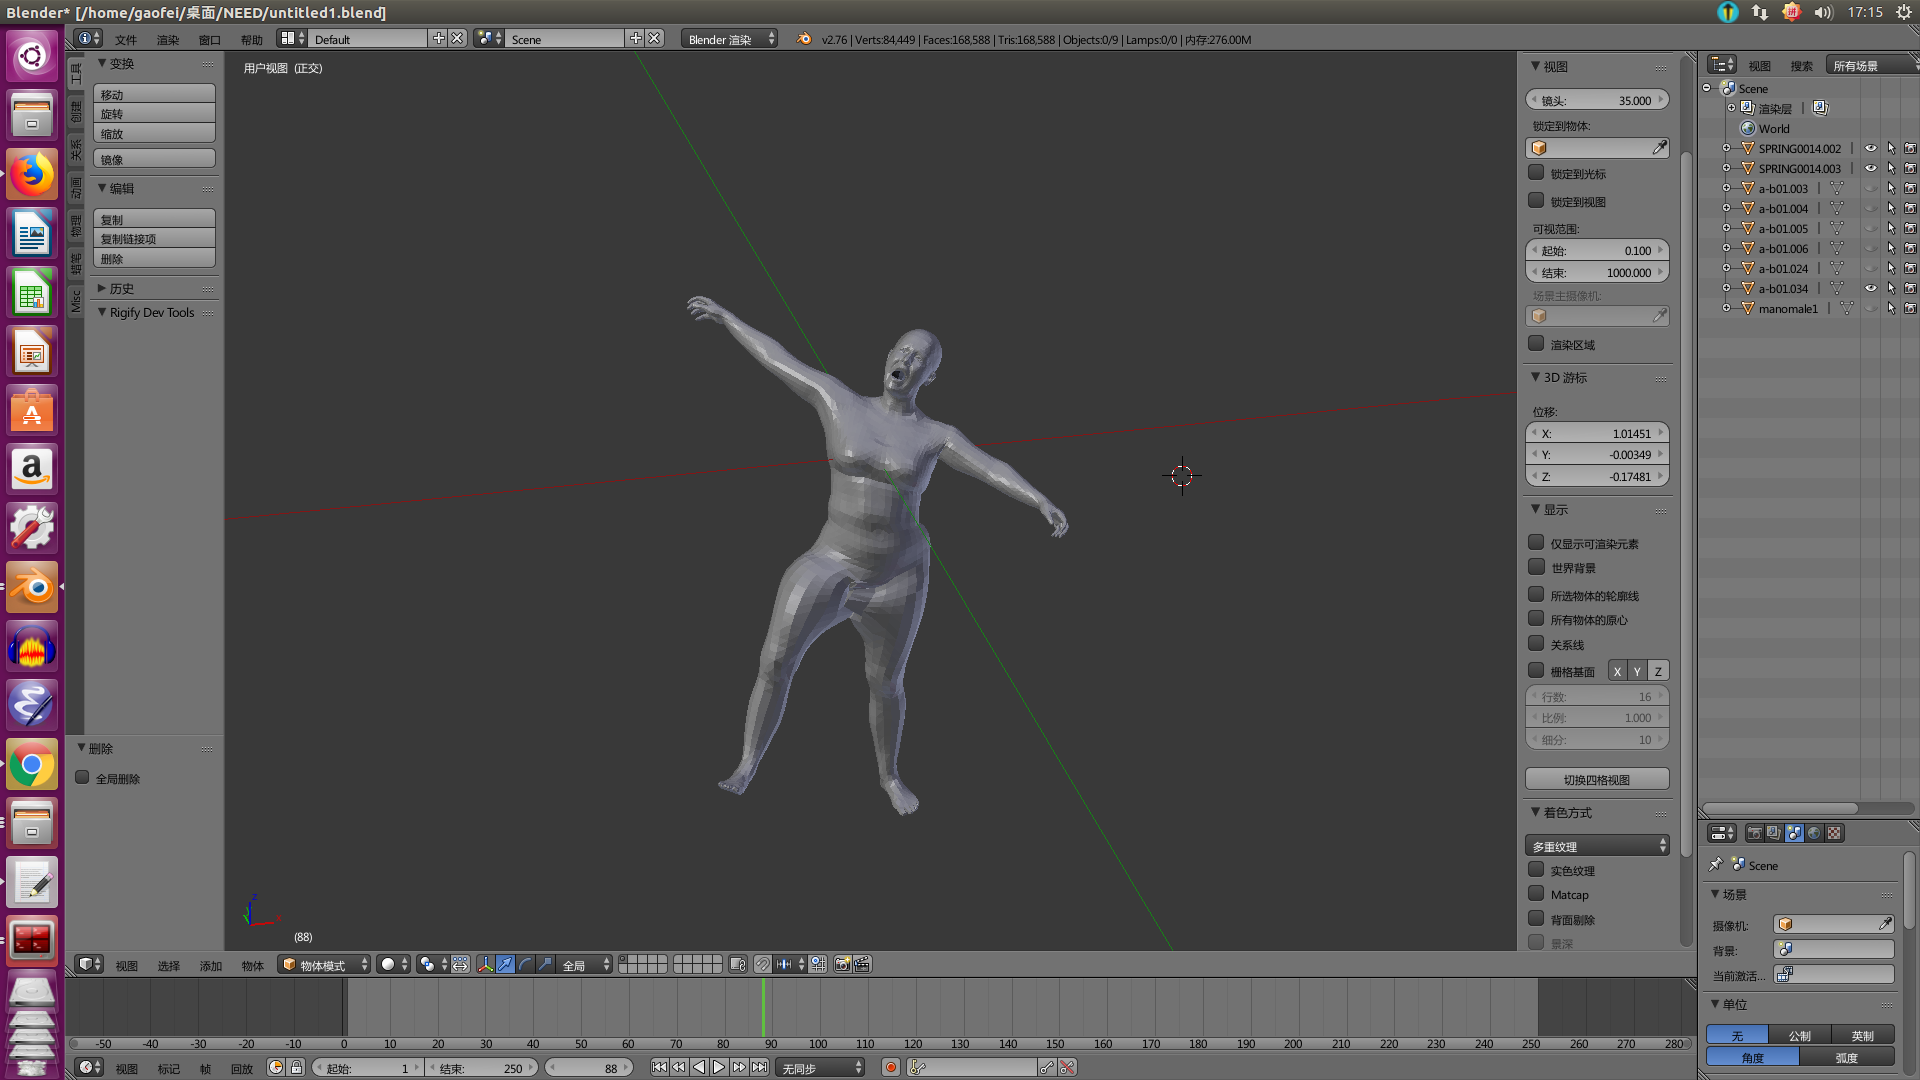 Blender* [/home/gaofei/桌面/NEED/untitled1.blend]
17:15
文件 渲染 窗口 帮助 Default Scene Blender 渲染 v2.76 | Verts:84,449 | Faces:168,588 | Tris:168,588 | Objects:0/9 | Lamps:0/0 | 内存:276.00M
工具
创建
关系
动画
物理
蜡笔
Misc
变换
移动
旋转
缩放
镜像
编辑
复制
复制链接项
删除
历史
Rigify Dev Tools
删除
全局删除
用户视图 (正交)
(88)
视图
镜头: 35.000
锁定到物体:
锁定到光标
锁定到视图
可视范围:
起始: 0.100
结束: 1000.000
场景主摄像机:
渲染区域
3D 游标
位移:
X: 1.01451
Y: -0.00349
Z: -0.17481
显示
仅显示可渲染元素
世界背景
所选物体的轮廓线
所有物体的原心
关系线
栅格基面 X Y Z
行数: 16
比例: 1.000
细分: 10
切换四格视图
着色方式
多重纹理
实色纹理
Matcap
背面剔除
景深
视图 搜索 所有场景
Scene
渲染层
World
SPRING0014.002
SPRING0014.003
a-b01.003
a-b01.004
a-b01.005
a-b01.006
a-b01.024
a-b01.034
manomale1
Scene
场景
摄像机:
背景:
当前激活...
单位
无 公制 英制
角度 弧度
视图 选择 添加 物体 物体模式 全局
-50 -40 -30 -20 -10 0 10 20 30 40 50 60 70 80 90 100 110 120 130 140 150 160 170 180 190 200 210 220 230 240 250 260 270 280
视图 标记 帧 回放 起始: 1 结束: 250 88 无同步